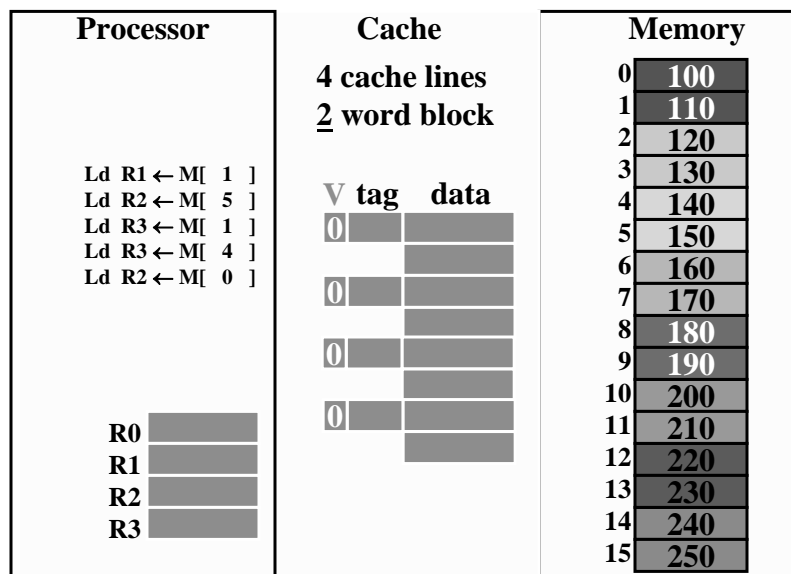 Processor
Ld R1 ← M[ 1 ]
Ld R2 ← M[ 5 ]
Ld R3 ← M[ 1 ]
Ld R3 ← M[ 4 ]
Ld R2 ← M[ 0 ]
R0
R1
R2
R3
Cache
4 cache lines
2 word block
V tag data
0
0
0
0
Memory
0 100
1 110
2 120
3 130
4 140
5 150
6 160
7 170
8 180
9 190
10 200
11 210
12 220
13 230
14 240
15 250